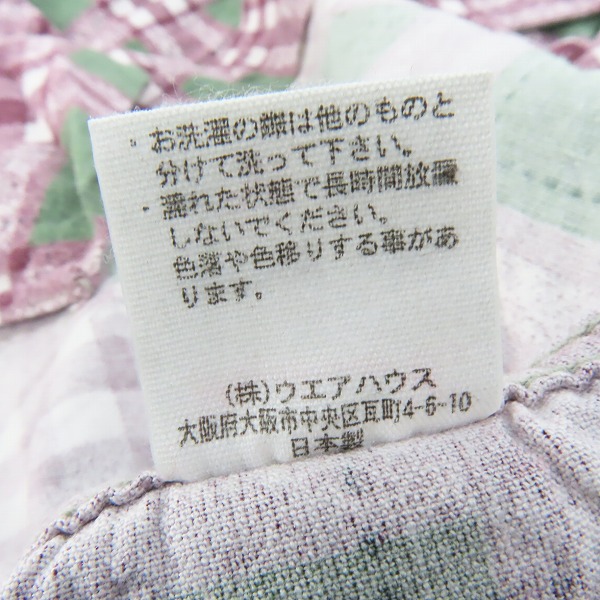 ・お洗濯の際は他のものと
分けて洗って下さい。
・濡れた状態で長時間放置
しないでください。
色落や色移りする事があ
ります。
(株)ウエアハウス
大阪府大阪市中央区瓦町4-6-10
日本製